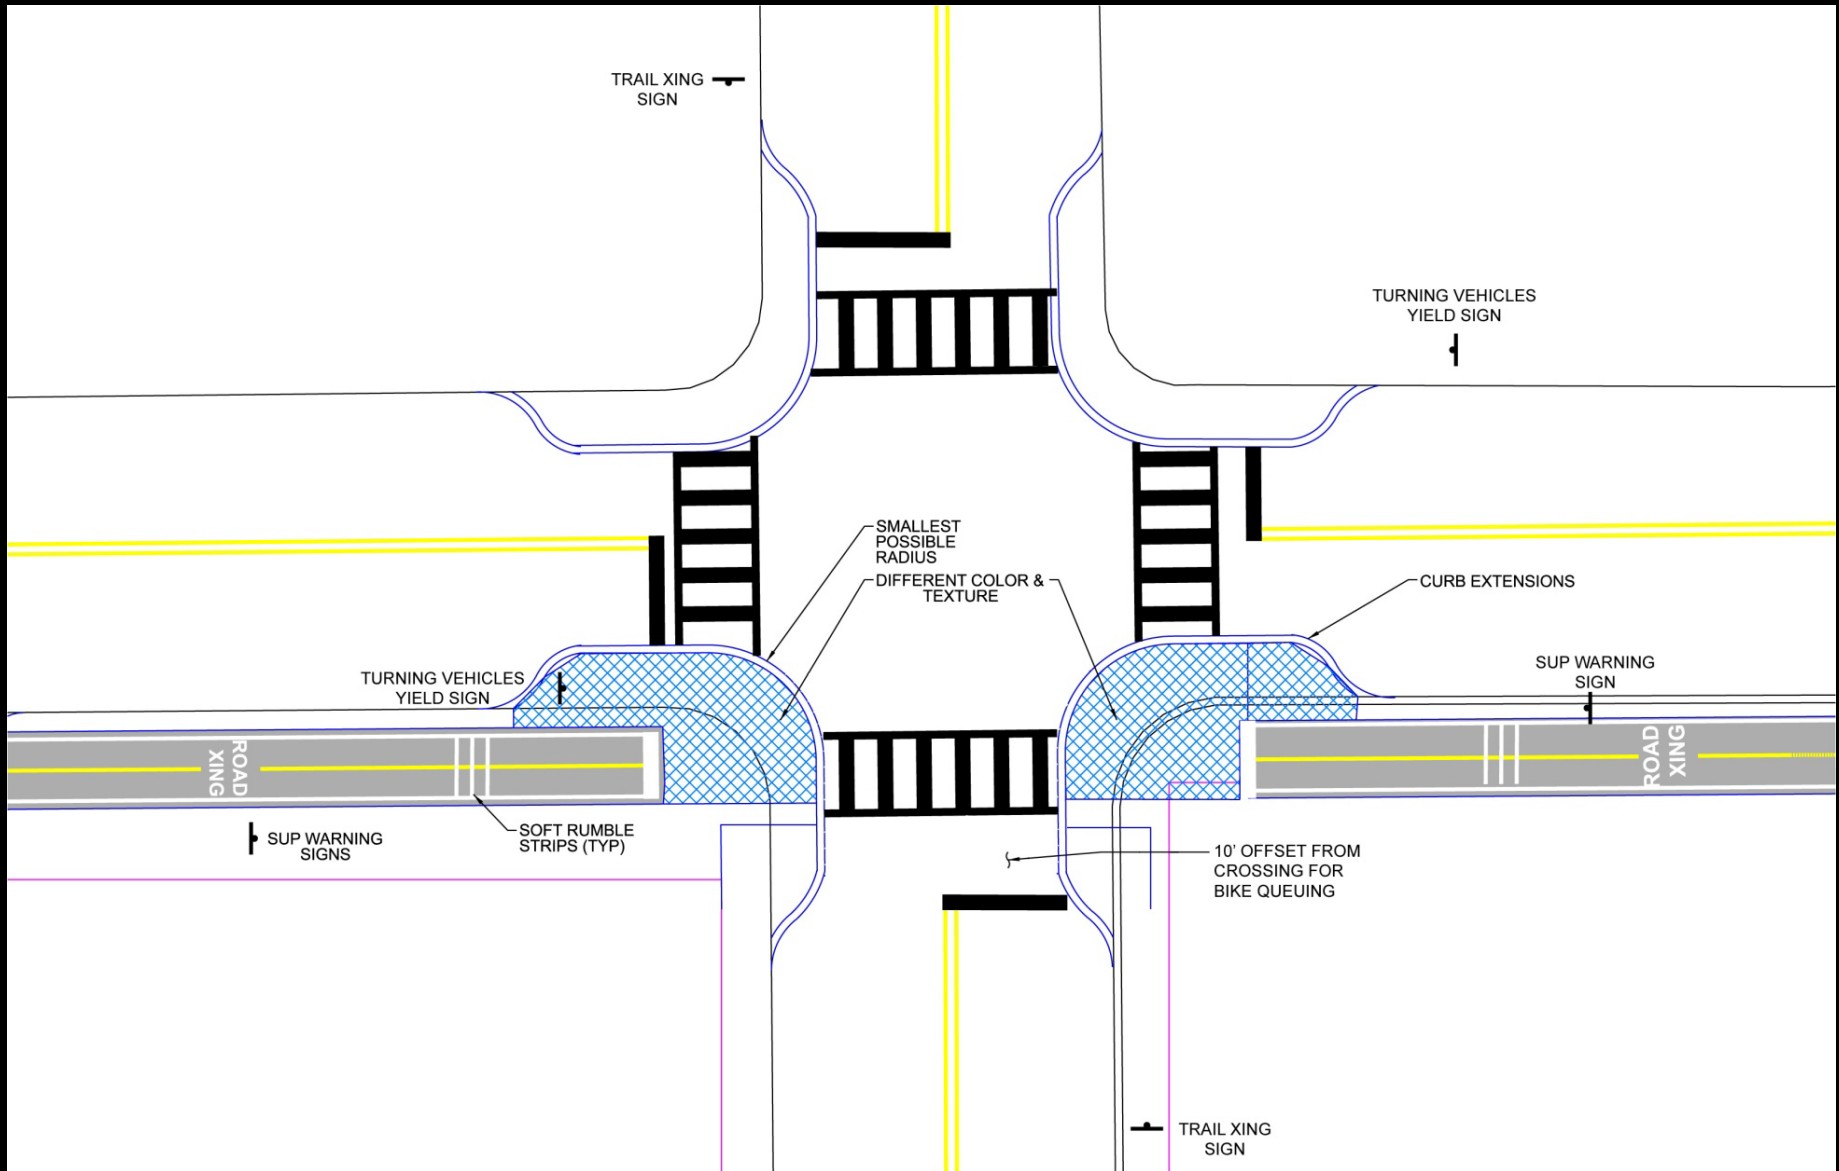 TRAIL XING
SIGN
TURNING VEHICLES
YIELD SIGN
SMALLEST
POSSIBLE
RADIUS
DIFFERENT COLOR &
TEXTURE
CURB EXTENSIONS
TURNING VEHICLES
YIELD SIGN
SUP WARNING
SIGN
ROAD
XING
ROAD
XING
SOFT RUMBLE
STRIPS (TYP)
SUP WARNING
SIGNS
10' OFFSET FROM
CROSSING FOR
BIKE QUEUING
TRAIL XING
SIGN